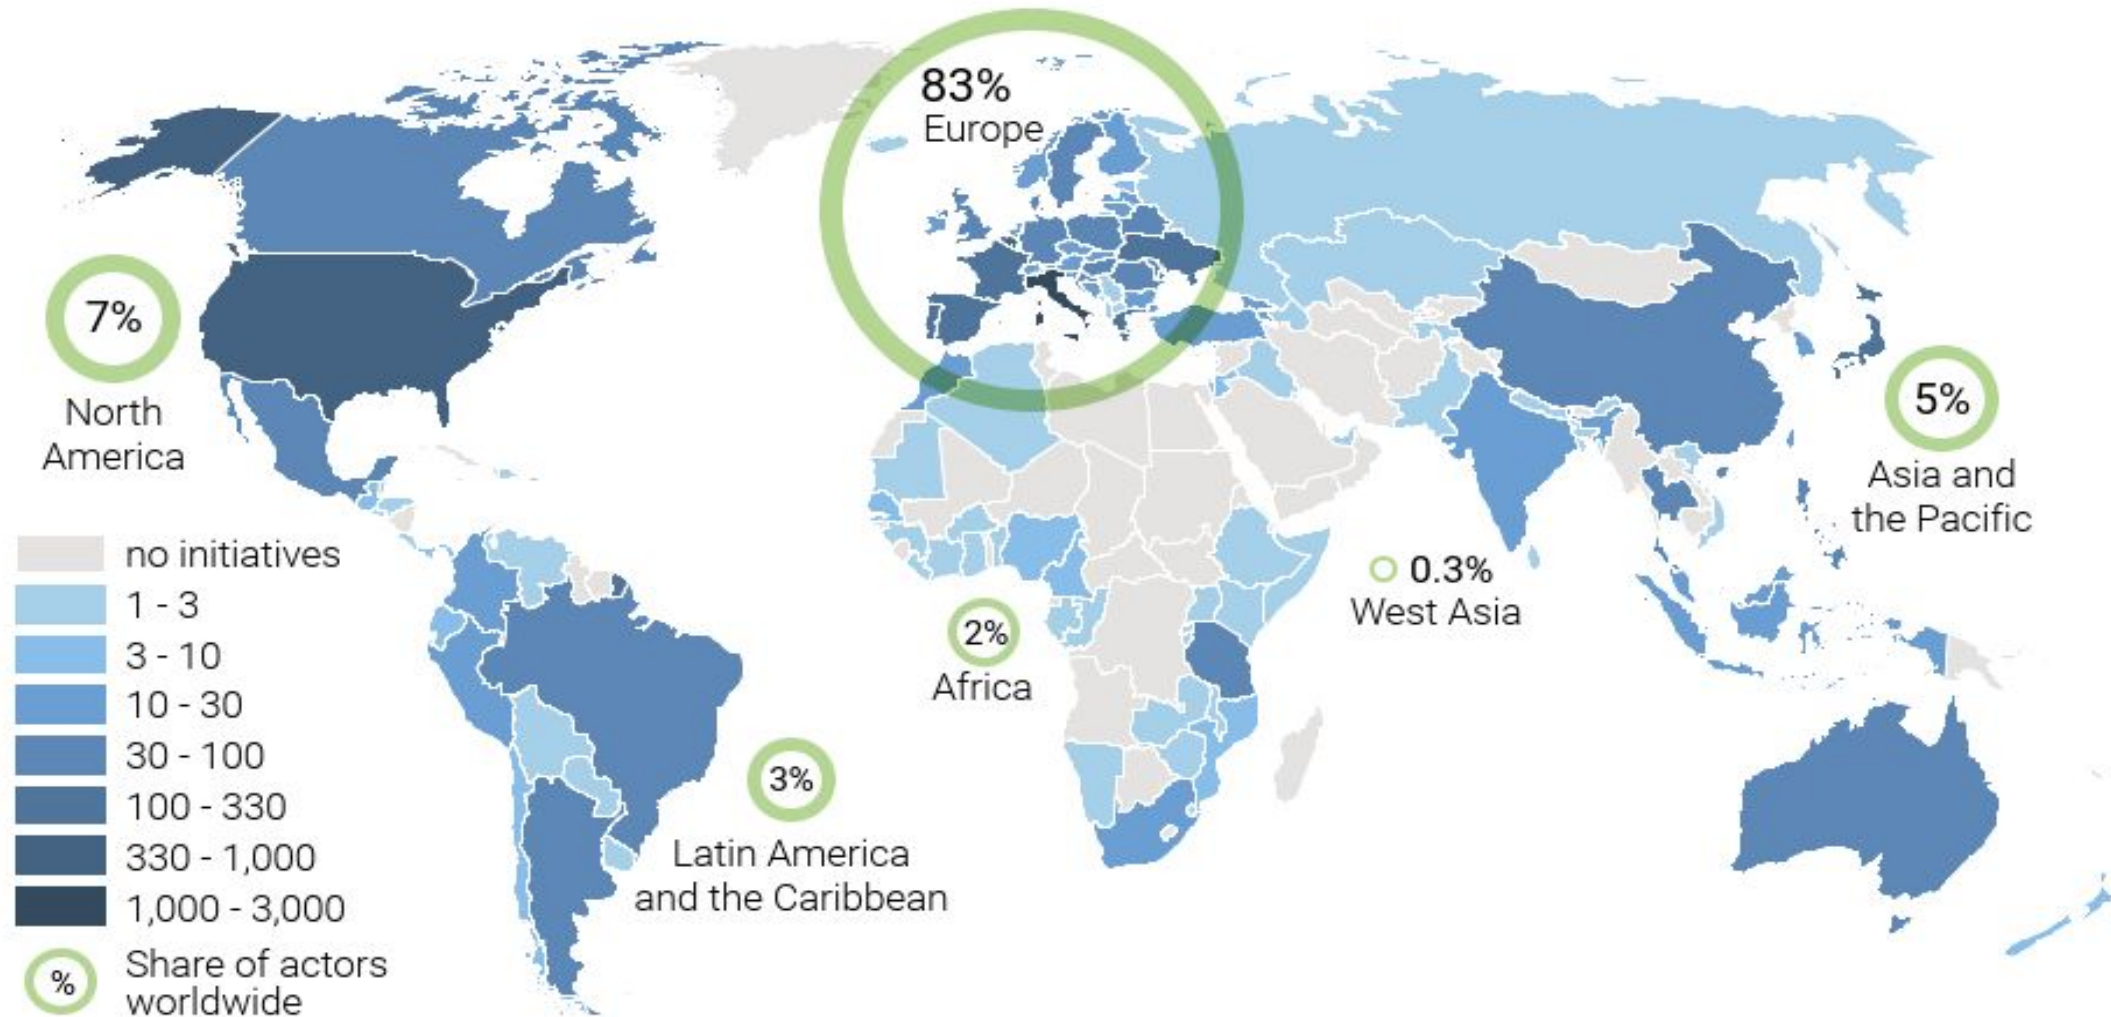 83%
Europe
7%
North
America
5%
Asia and
the Pacific
0.3%
West Asia
2%
Africa
3%
Latin America
and the Caribbean
no initiatives
1 - 3
3 - 10
10 - 30
30 - 100
100 - 330
330 - 1,000
1,000 - 3,000
%
Share of actors
worldwide